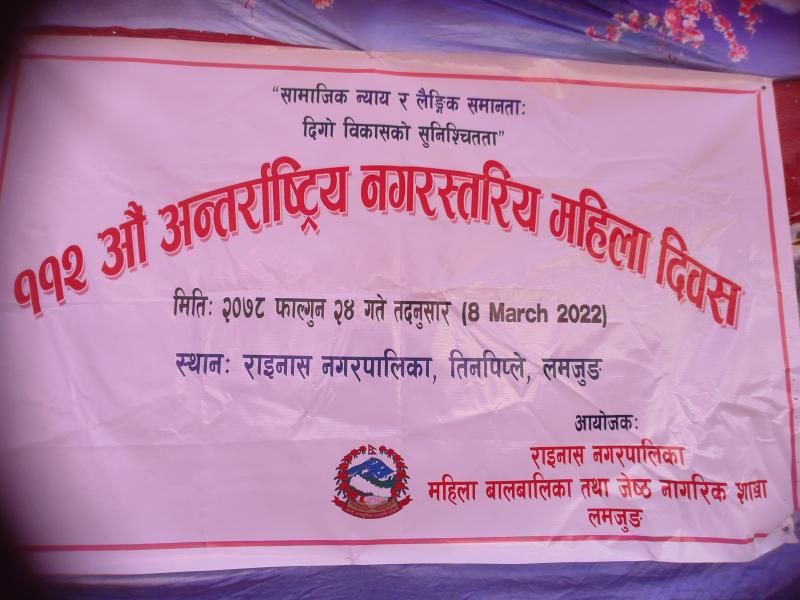 "सामाजिक न्याय र लैङ्गिक समानताः
दिगो विकासको सुनिश्चितता"
११२ औं अन्तर्राष्ट्रिय नगरस्तरिय महिला दिवस
मितिः २०७८ फाल्गुन २४ गते तदनुसार (8 March 2022)
स्थानः राइनास नगरपालिका, तिनपिप्ले, लमजुङ
आयोजकः
राइनास नगरपालिका
महिला बालबालिका तथा जेष्ठ नागरिक शाखा
लमजुङ